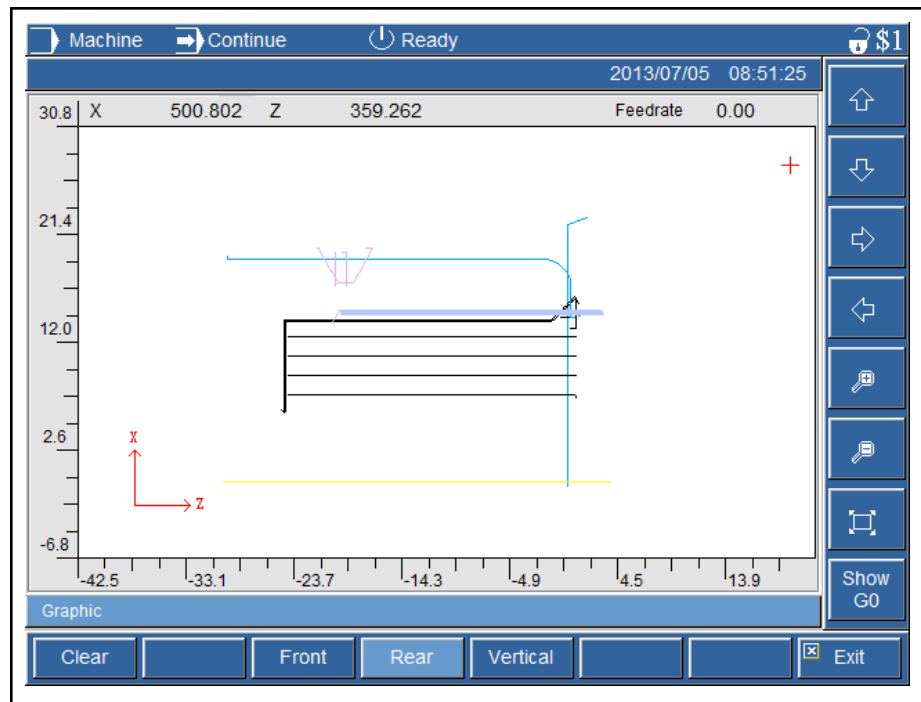 Machine Continue Ready $1
2013/07/05 08:51:25
30.8 X 500.802 Z 359.262 Feedrate 0.00
21.4
12.0
2.6
X
Z
-6.8
-42.5 -33.1 -23.7 -14.3 -4.9 4.5 13.9
Show
G0
Graphic
Clear Front Rear Vertical Exit